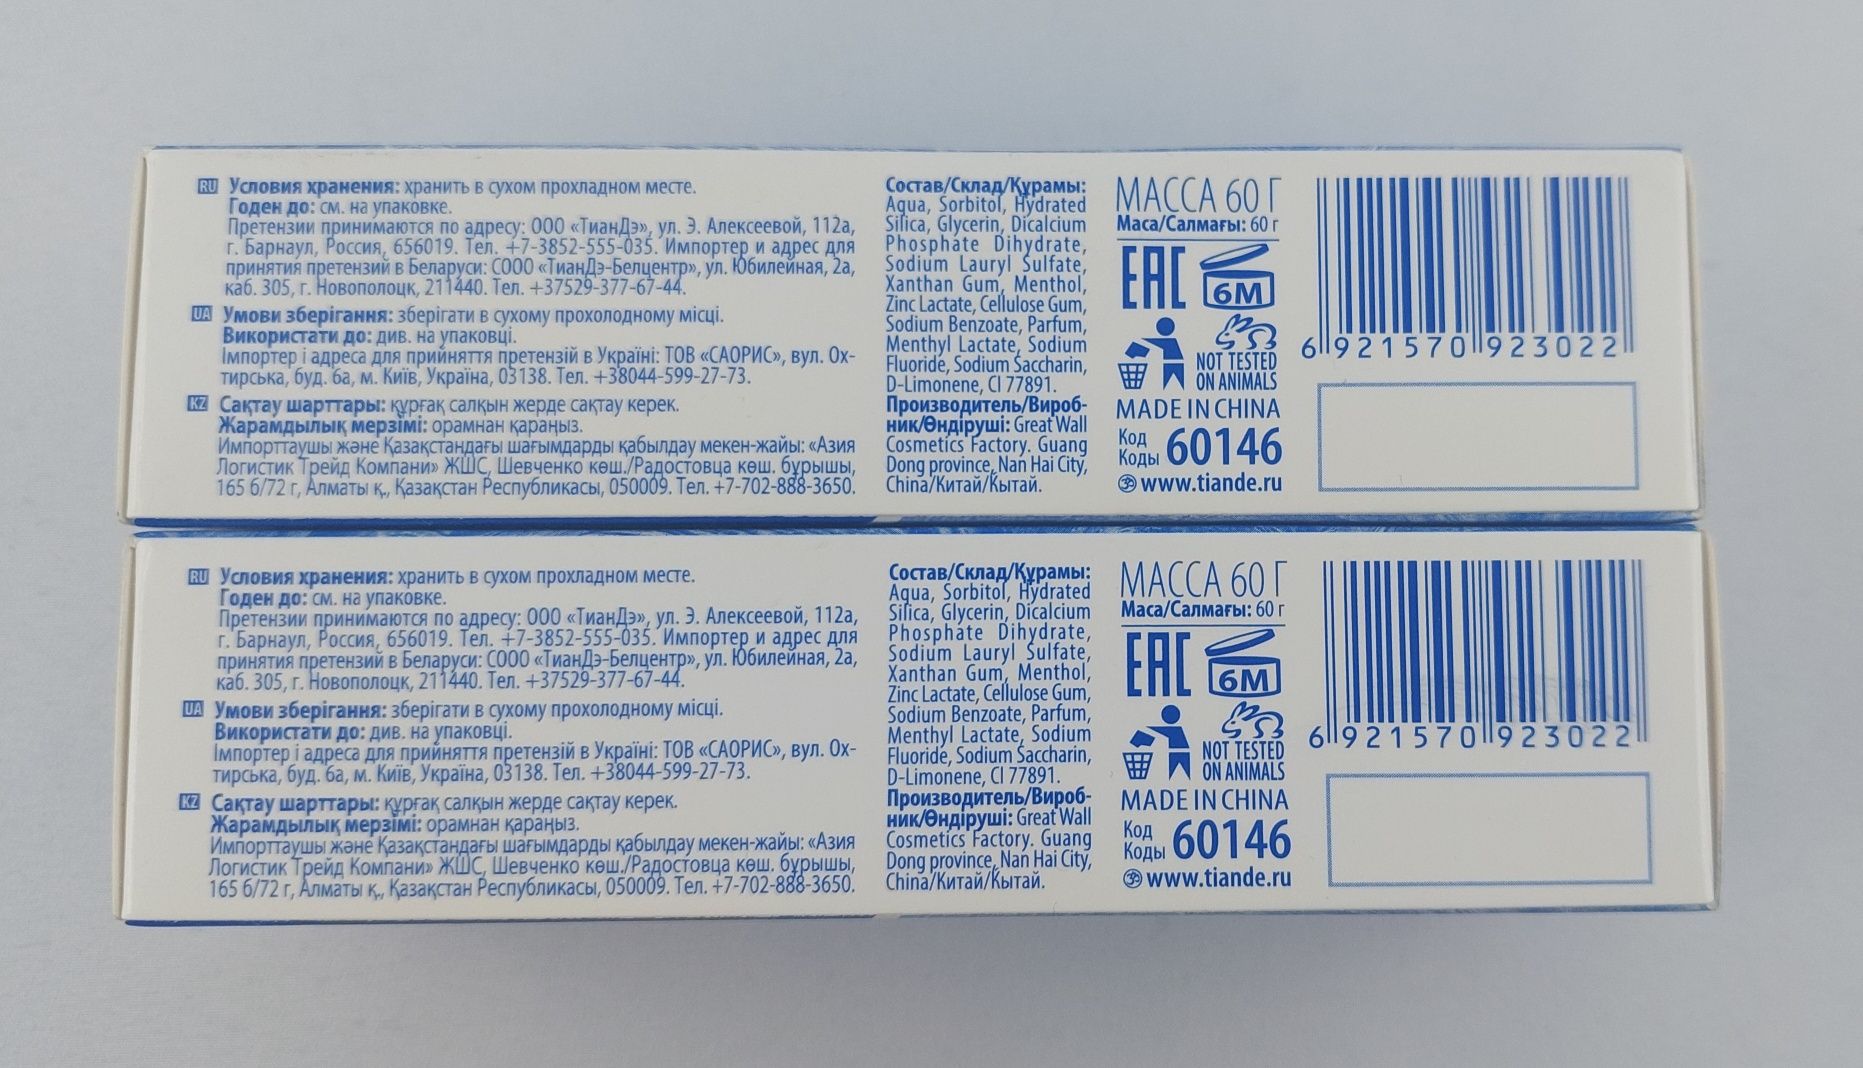 RU Условия хранения: хранить в сухом прохладном месте.
Годен до: см. на упаковке.
Претензии принимаются по адресу: ООО «ТианДэ», ул. Э. Алексеевой, 112а,
г. Барнаул, Россия, 656019. Тел. +7-3852-555-035. Импортер и адрес для
принятия претензий в Беларуси: СООО «ТианДэ-Белцентр», ул. Юбилейная, 2а,
каб. 305, г. Новополоцк, 211440. Тел. +37529-377-67-44.
UA Умови зберігання: зберігати в сухому прохолодному місці.
Використати до: див. на упаковці.
Імпортер і адреса для прийняття претензій в Україні: ТОВ «САОРИС», вул. Ох-
тирська, буд. 6а, м. Київ, Україна, 03138. Тел. +38044-599-27-73.
KZ Сақтау шарттары: құрғақ салқын жерде сақтау керек.
Жарамдылық мерзімі: орамнан қараңыз.
Импорттаушы және Қазақстандағы шағымдарды қабылдау мекен-жайы: «Азия
Логистик Трейд Компани» ЖШС, Шевченко көш./Радостовца көш. бұрышы,
165 б/72 г, Алматы қ., Қазақстан Республикасы, 050009. Тел. +7-702-888-3650.
Состав/Склад/Құрамы:
Aqua, Sorbitol, Hydrated
Silica, Glycerin, Dicalcium
Phosphate Dihydrate,
Sodium Lauryl Sulfate,
Xanthan Gum, Menthol,
Zinc Lactate, Cellulose Gum,
Sodium Benzoate, Parfum,
Menthyl Lactate, Sodium
Fluoride, Sodium Saccharin,
D-Limonene, CI 77891.
Производитель/Вироб-
ник/Өндіруші: Great Wall
Cosmetics Factory. Guang
Dong province, Nan Hai City,
China/Китай/Қытай.
МАССА 60 Г
Маса/Салмағы: 60 г
EAC 6M
NOT TESTED
ON ANIMALS
MADE IN CHINA
Код
Коды 60146
www.tiande.ru
6 921570 923022
RU Условия хранения: хранить в сухом прохладном месте.
Годен до: см. на упаковке.
Претензии принимаются по адресу: ООО «ТианДэ», ул. Э. Алексеевой, 112а,
г. Барнаул, Россия, 656019. Тел. +7-3852-555-035. Импортер и адрес для
принятия претензий в Беларуси: СООО «ТианДэ-Белцентр», ул. Юбилейная, 2а,
каб. 305, г. Новополоцк, 211440. Тел. +37529-377-67-44.
UA Умови зберігання: зберігати в сухому прохолодному місці.
Використати до: див. на упаковці.
Імпортер і адреса для прийняття претензій в Україні: ТОВ «САОРИС», вул. Ох-
тирська, буд. 6а, м. Київ, Україна, 03138. Тел. +38044-599-27-73.
KZ Сақтау шарттары: құрғақ салқын жерде сақтау керек.
Жарамдылық мерзімі: орамнан қараңыз.
Импорттаушы және Қазақстандағы шағымдарды қабылдау мекен-жайы: «Азия
Логистик Трейд Компани» ЖШС, Шевченко көш./Радостовца көш. бұрышы,
165 б/72 г, Алматы қ., Қазақстан Республикасы, 050009. Тел. +7-702-888-3650.
Состав/Склад/Құрамы:
Aqua, Sorbitol, Hydrated
Silica, Glycerin, Dicalcium
Phosphate Dihydrate,
Sodium Lauryl Sulfate,
Xanthan Gum, Menthol,
Zinc Lactate, Cellulose Gum,
Sodium Benzoate, Parfum,
Menthyl Lactate, Sodium
Fluoride, Sodium Saccharin,
D-Limonene, CI 77891.
Производитель/Вироб-
ник/Өндіруші: Great Wall
Cosmetics Factory. Guang
Dong province, Nan Hai City,
China/Китай/Қытай.
МАССА 60 Г
Маса/Салмағы: 60 г
EAC 6M
NOT TESTED
ON ANIMALS
MADE IN CHINA
Код
Коды 60146
www.tiande.ru
6 921570 923022